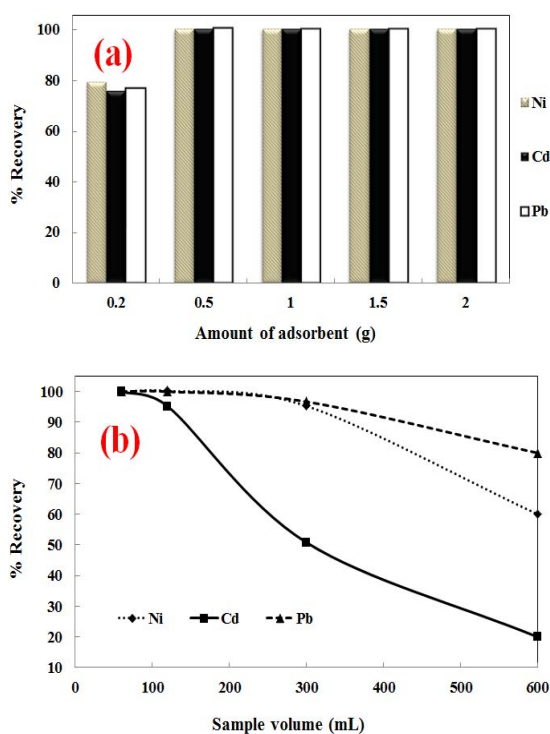 (a)
% Recovery
100
80
60
40
20
0
0.2 0.5 1 1.5 2
Amount of adsorbent (g)
Ni
Cd
Pb
(b)
% Recovery
100
90
80
70
60
50
40
30
20
10
Ni Cd Pb
0 100 200 300 400 500 600
Sample volume (mL)